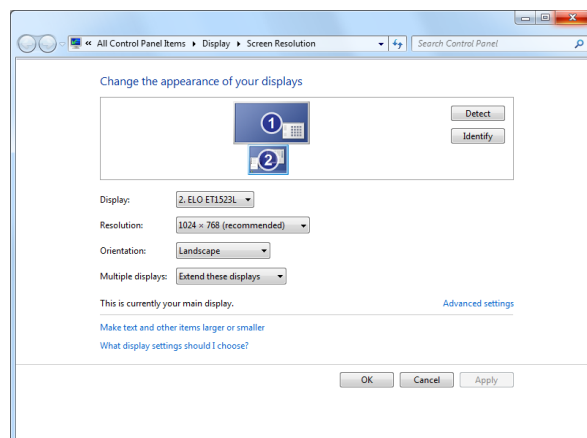 « All Control Panel Items ▸ Display ▸ Screen Resolution
Search Control Panel
Change the appearance of your displays
1
2
Detect
Identify
Display: 2. ELO ET1523L
Resolution: 1024 × 768 (recommended)
Orientation: Landscape
Multiple displays: Extend these displays
This is currently your main display. Advanced settings
Make text and other items larger or smaller
What display settings should I choose?
OK Cancel Apply